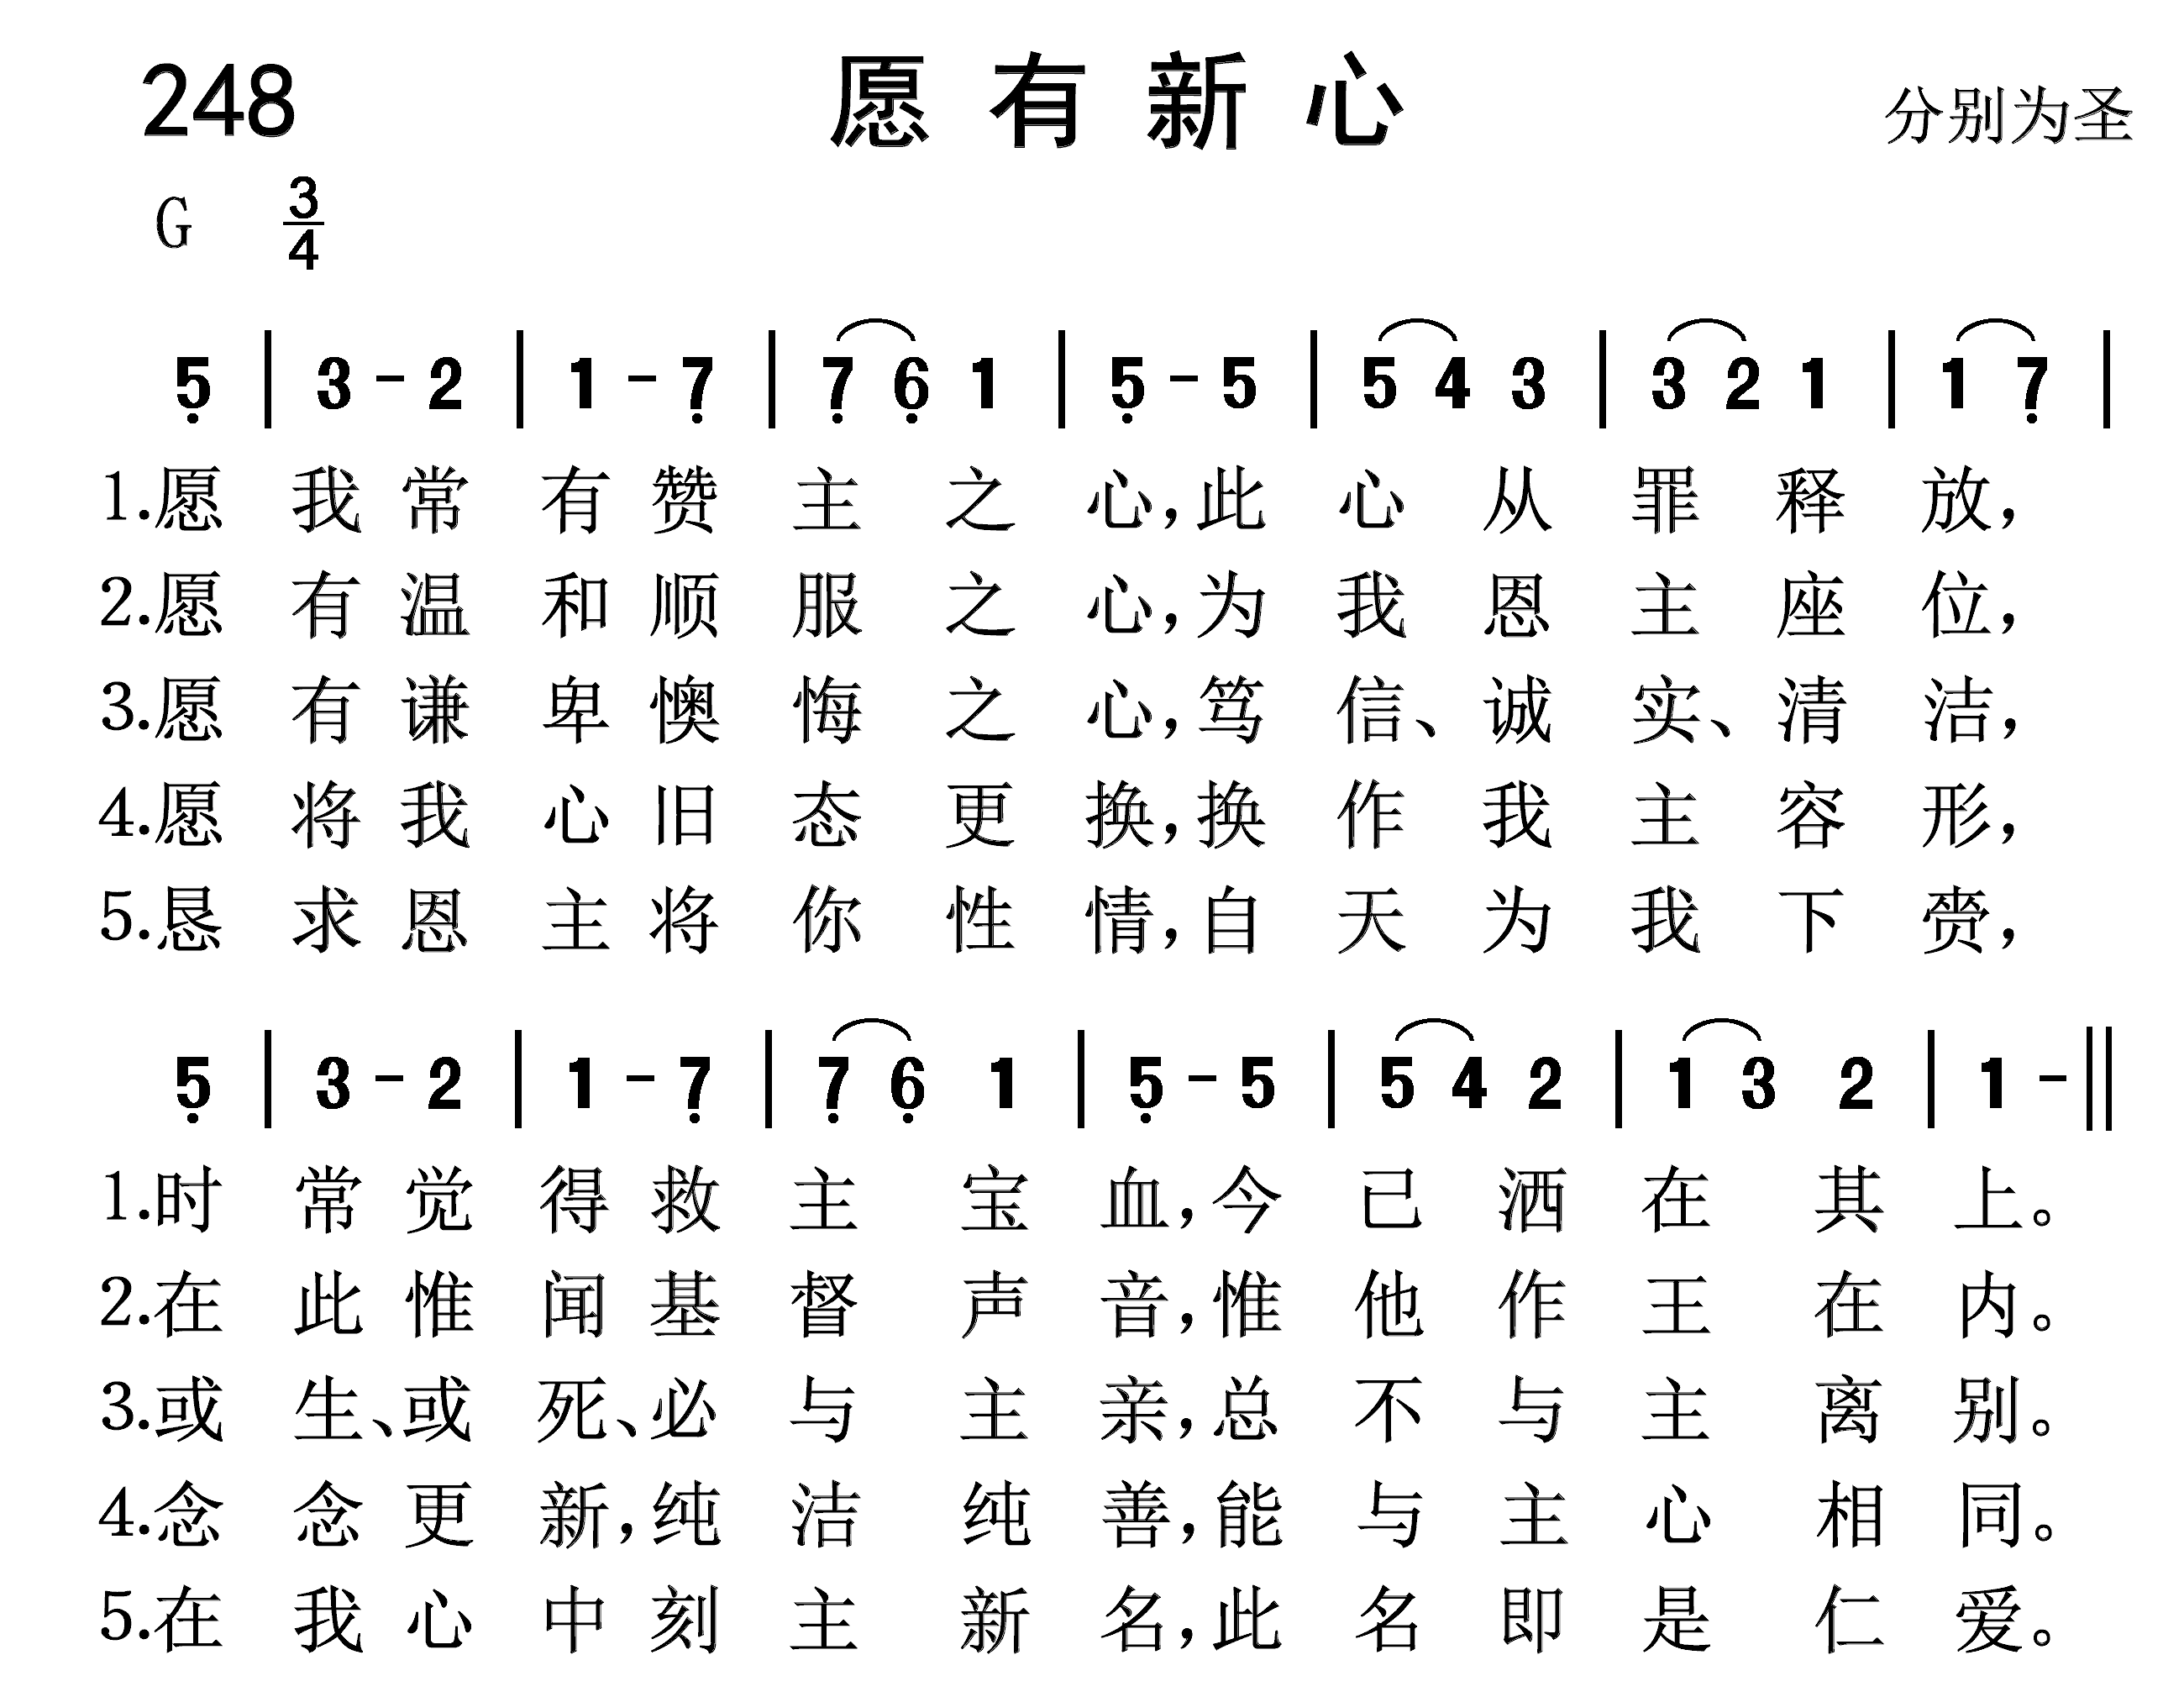 248 愿有新心 分别为圣
G 3/4
5̣ | 3 - 2 | 1 - 7̣ | 7̣ 6̣ 1 | 5̣ - 5 | 5 4 3 | 3 2 1 | 1 7̣ |
1.愿我常有赞主之心,此心从罪释放,
2.愿有温和顺服之心,为我恩主座位,
3.愿有谦卑懊悔之心,笃信、诚实、清洁,
4.愿将我心旧态更换,换作我主容形,
5.恳求恩主将你性情,自天为我下赍,
5̣ | 3 - 2 | 1 - 7̣ | 7̣ 6̣ 1 | 5̣ - 5 | 5 4 2 | 1 3 2 | 1 - ‖
1.时常觉得救主宝血,今已洒在其上。
2.在此惟闻基督声音,惟他作王在内。
3.或生、或死、必与主亲,总不与主离别。
4.念念更新,纯洁纯善,能与主心相同。
5.在我心中刻主新名,此名即是仁爱。